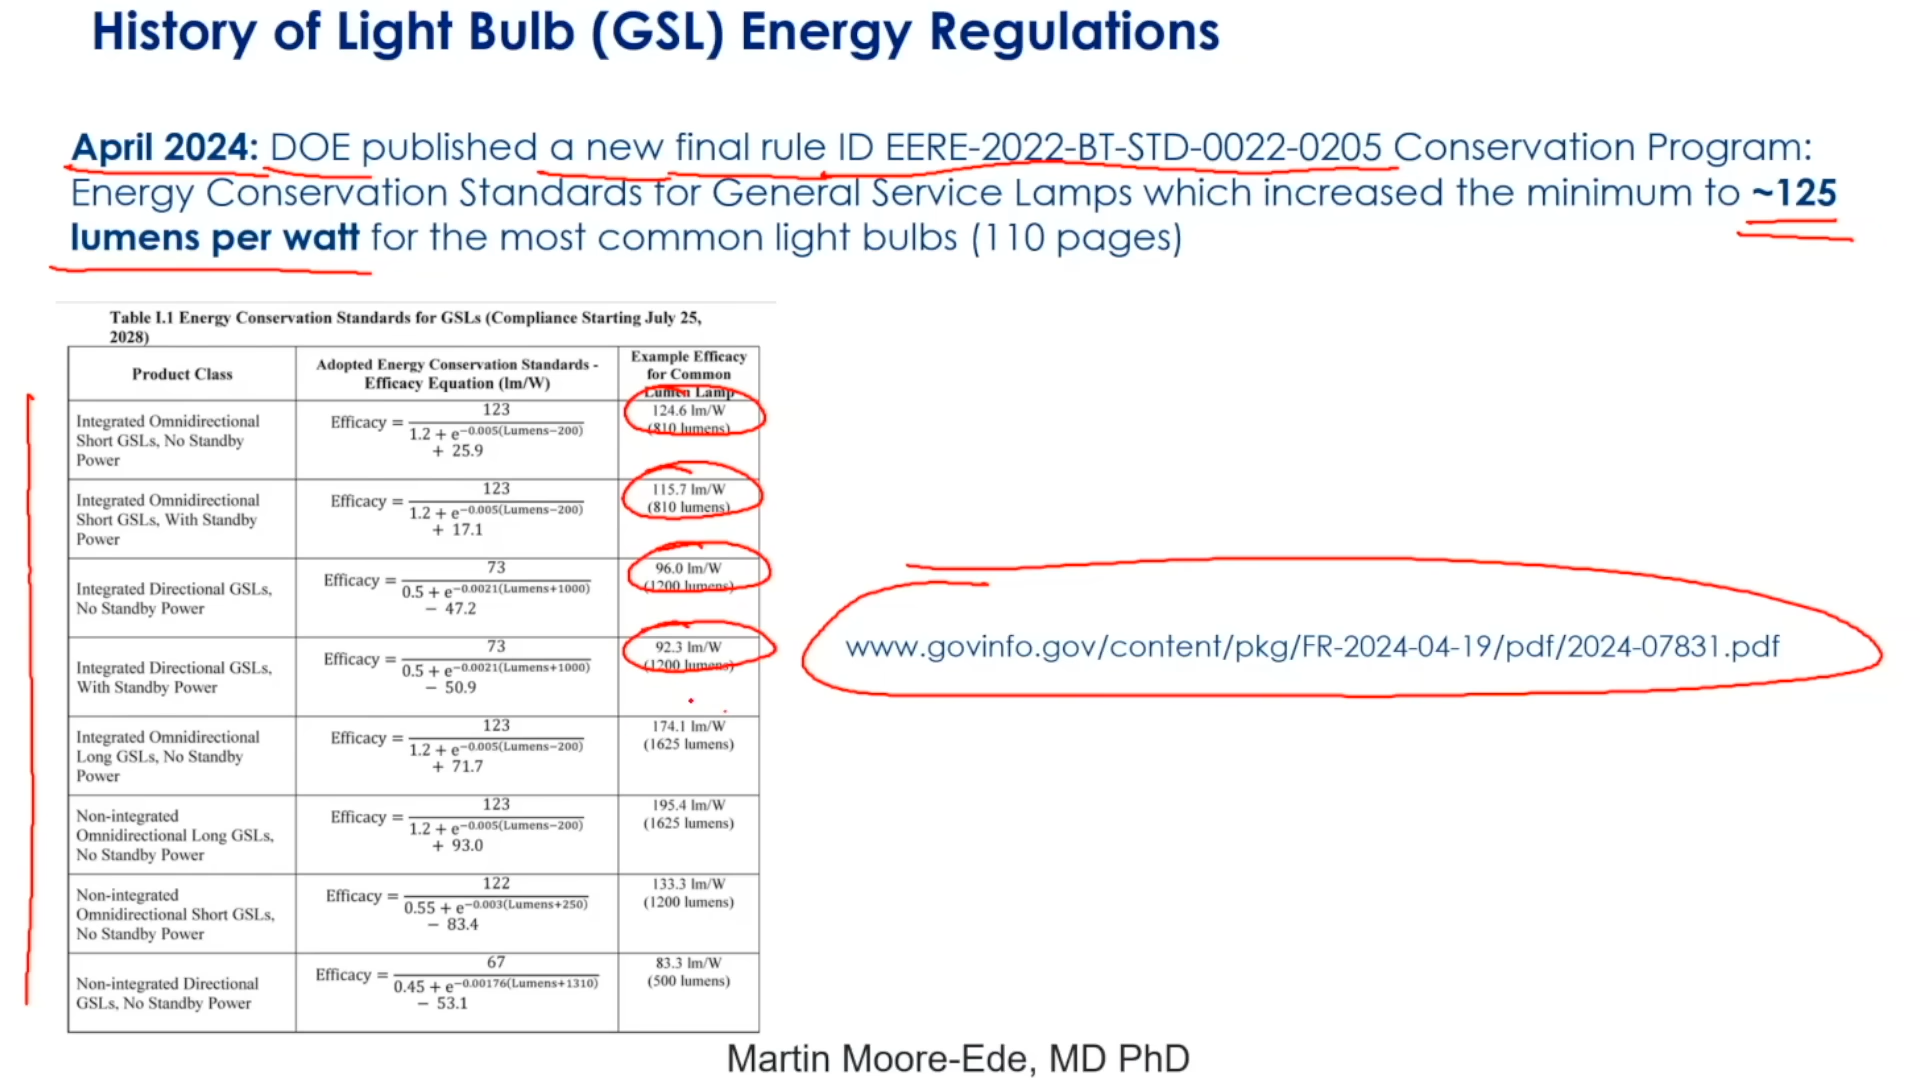 History of Light Bulb (GSL) Energy Regulations
April 2024: DOE published a new final rule ID EERE-2022-BT-STD-0022-0205 Conservation Program:
Energy Conservation Standards for General Service Lamps which increased the minimum to ~125
lumens per watt for the most common light bulbs (110 pages)
Table I.1 Energy Conservation Standards for GSLs (Compliance Starting July 25,
2028)
Product Class
Adopted Energy Conservation Standards -
Efficacy Equation (lm/W)
Example Efficacy
for Common
Lumen Lamp
Integrated Omnidirectional
Short GSLs, No Standby
Power
Efficacy = 123
1.2 + e−0.005(Lumens−200)
+ 25.9
124.6 lm/W
(810 lumens)
Integrated Omnidirectional
Short GSLs, With Standby
Power
Efficacy = 123
1.2 + e−0.005(Lumens−200)
+ 17.1
115.7 lm/W
(810 lumens)
Integrated Directional GSLs,
No Standby Power
Efficacy = 73
0.5 + e−0.0021(Lumens+1000)
− 47.2
96.0 lm/W
(1200 lumens)
Integrated Directional GSLs,
With Standby Power
Efficacy = 73
0.5 + e−0.0021(Lumens+1000)
− 50.9
92.3 lm/W
(1200 lumens)
Integrated Omnidirectional
Long GSLs, No Standby
Power
Efficacy = 123
1.2 + e−0.005(Lumens−200)
+ 71.7
174.1 lm/W
(1625 lumens)
Non-integrated
Omnidirectional Long GSLs,
No Standby Power
Efficacy = 123
1.2 + e−0.005(Lumens−200)
+ 93.0
195.4 lm/W
(1625 lumens)
Non-integrated
Omnidirectional Short GSLs,
No Standby Power
Efficacy = 122
0.55 + e−0.003(Lumens+250)
− 83.4
133.3 lm/W
(1200 lumens)
Non-integrated Directional
GSLs, No Standby Power
Efficacy = 67
0.45 + e−0.00176(Lumens+1310)
− 53.1
83.3 lm/W
(500 lumens)
www.govinfo.gov/content/pkg/FR-2024-04-19/pdf/2024-07831.pdf
Martin Moore-Ede, MD PhD